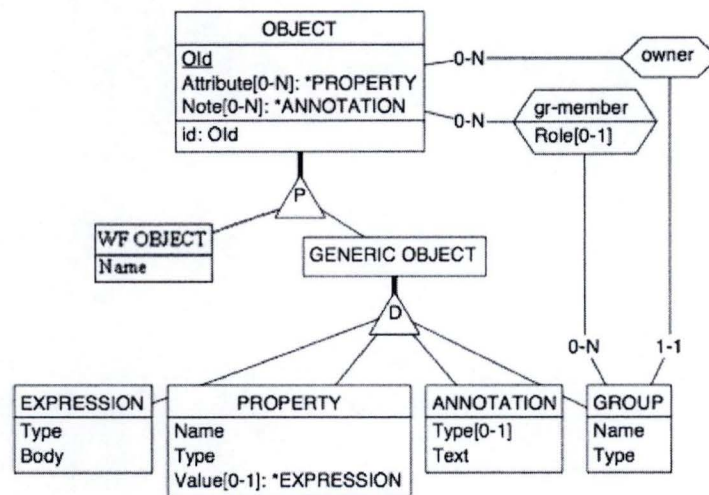 OBJECT
OId
Attribute[0-N]: *PROPERTY
Note[0-N]: *ANNOTATION
id: OId
0-N
owner
0-N
gr-member
Role[0-1]
P
WF OBJECT
Name
GENERIC OBJECT
D
0-N
1-1
EXPRESSION
Type
Body
PROPERTY
Name
Type
Value[0-1]: *EXPRESSION
ANNOTATION
Type[0-1]
Text
GROUP
Name
Type